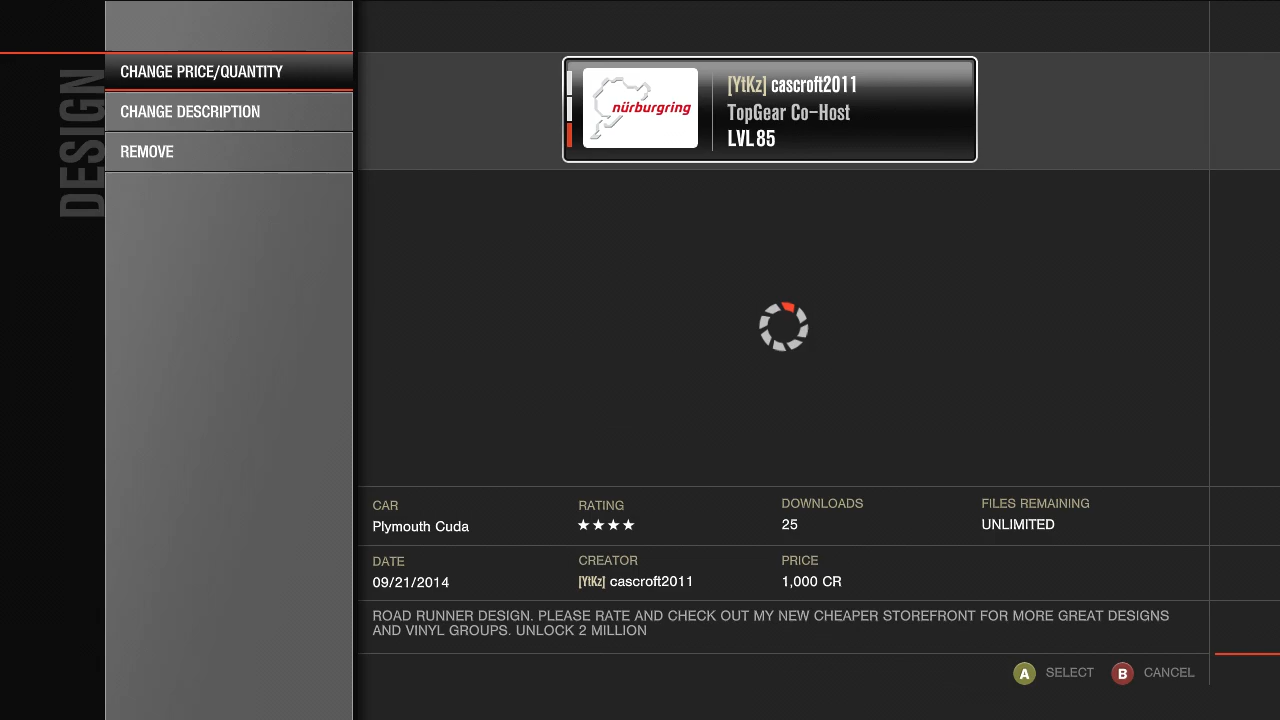 DESIGN
CHANGE PRICE/QUANTITY
CHANGE DESCRIPTION
REMOVE
nürburgring
[YtKz] cascroft2011
TopGear Co-Host
LVL 85
CAR
Plymouth Cuda
RATING
★★★★
DOWNLOADS
25
FILES REMAINING
UNLIMITED
DATE
09/21/2014
CREATOR
[YtKz] cascroft2011
PRICE
1,000 CR
ROAD RUNNER DESIGN. PLEASE RATE AND CHECK OUT MY NEW CHEAPER STOREFRONT FOR MORE GREAT DESIGNS
AND VINYL GROUPS. UNLOCK 2 MILLION
A SELECT B CANCEL